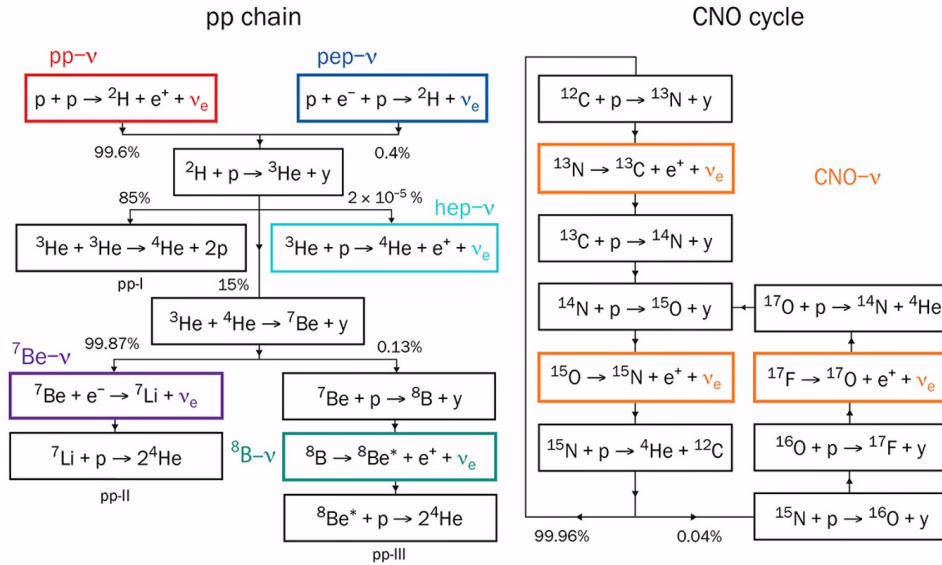 pp chain
pp–ν
pep–ν
p + p → ²H + e⁺ + νₑ
p + e⁻ + p → ²H + νₑ
99.6%
0.4%
²H + p → ³He + y
85%
2 × 10⁻⁵ %
hep–ν
³He + ³He → ⁴He + 2p
³He + p → ⁴He + e⁺ + νₑ
pp-I
15%
³He + ⁴He → ⁷Be + y
99.87%
0.13%
⁷Be–ν
⁷Be + e⁻ → ⁷Li + νₑ
⁷Be + p → ⁸B + y
⁷Li + p → 2⁴He
⁸B–ν
⁸B → ⁸Be* + e⁺ + νₑ
pp-II
⁸Be* + p → 2⁴He
pp-III
CNO cycle
¹²C + p → ¹³N + y
¹³N → ¹³C + e⁺ + νₑ
CNO–ν
¹³C + p → ¹⁴N + y
¹⁴N + p → ¹⁵O + y
¹⁷O + p → ¹⁴N + ⁴He
¹⁵O → ¹⁵N + e⁺ + νₑ
¹⁷F → ¹⁷O + e⁺ + νₑ
¹⁵N + p → ⁴He + ¹²C
¹⁶O + p → ¹⁷F + y
¹⁵N + p → ¹⁶O + y
99.96%
0.04%